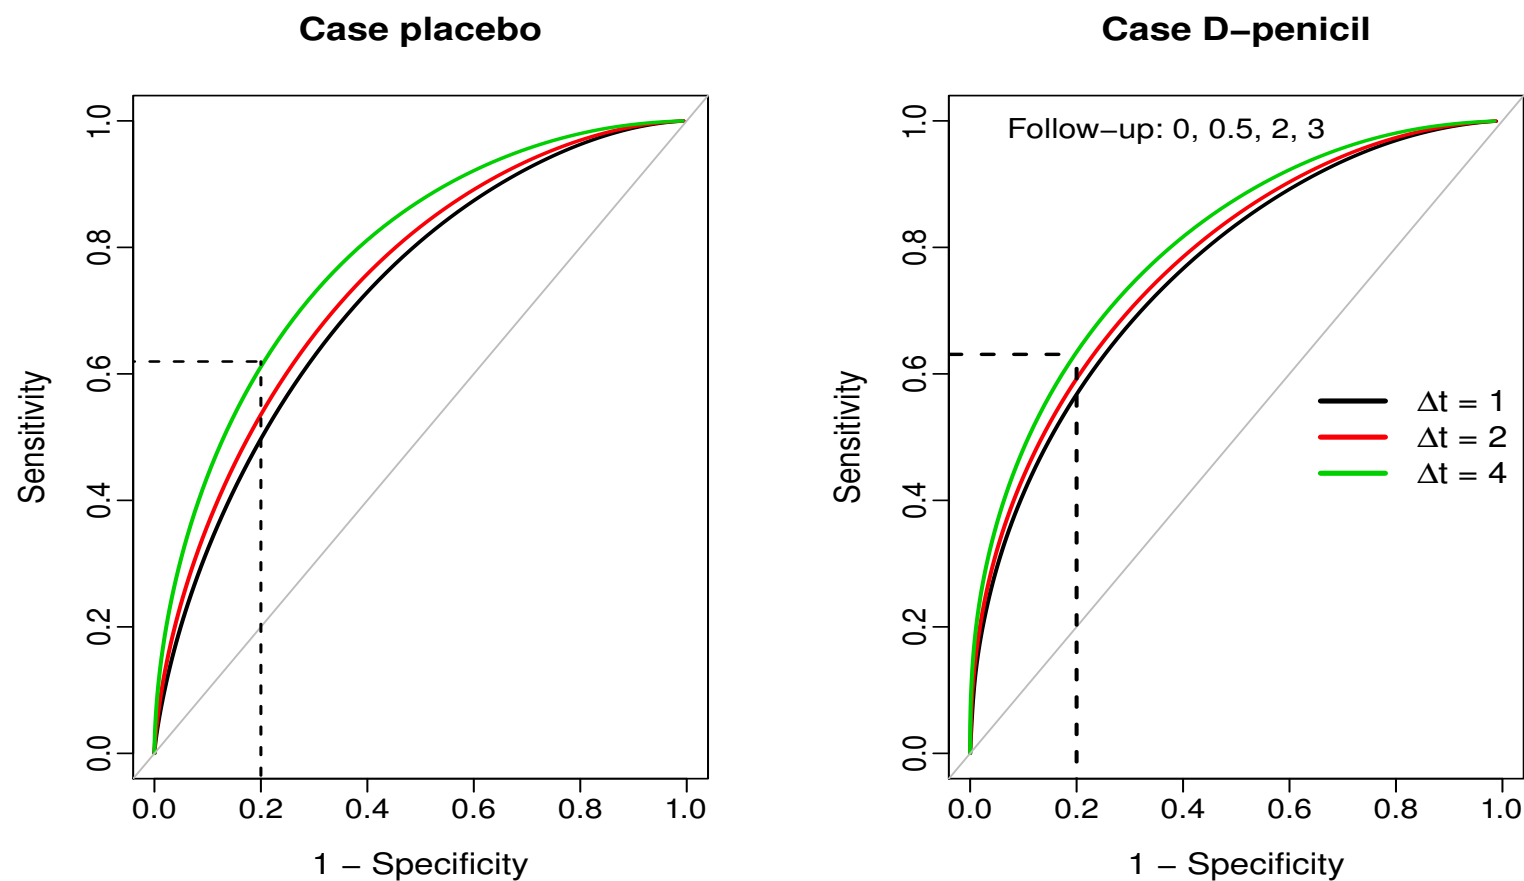 Case placebo
Sensitivity
1.0
0.8
0.6
0.4
0.2
0.0
0.0 0.2 0.4 0.6 0.8 1.0
1 − Specificity
Case D−penicil
Follow−up: 0, 0.5, 2, 3
Sensitivity
1.0
0.8
0.6
0.4
0.2
0.0
Δt = 1
Δt = 2
Δt = 4
0.0 0.2 0.4 0.6 0.8 1.0
1 − Specificity